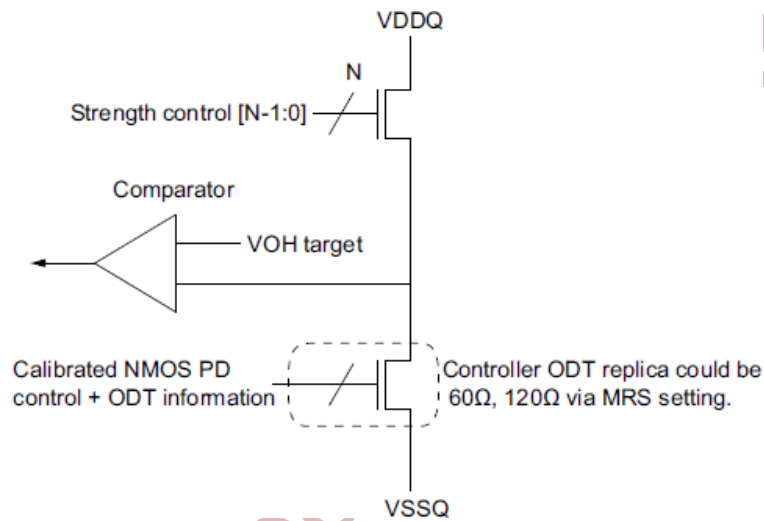 VDDQ
N
Strength control [N-1:0]
Comparator
VOH target
Calibrated NMOS PD
control + ODT information
Controller ODT replica could be
60Ω, 120Ω via MRS setting.
VSSQ